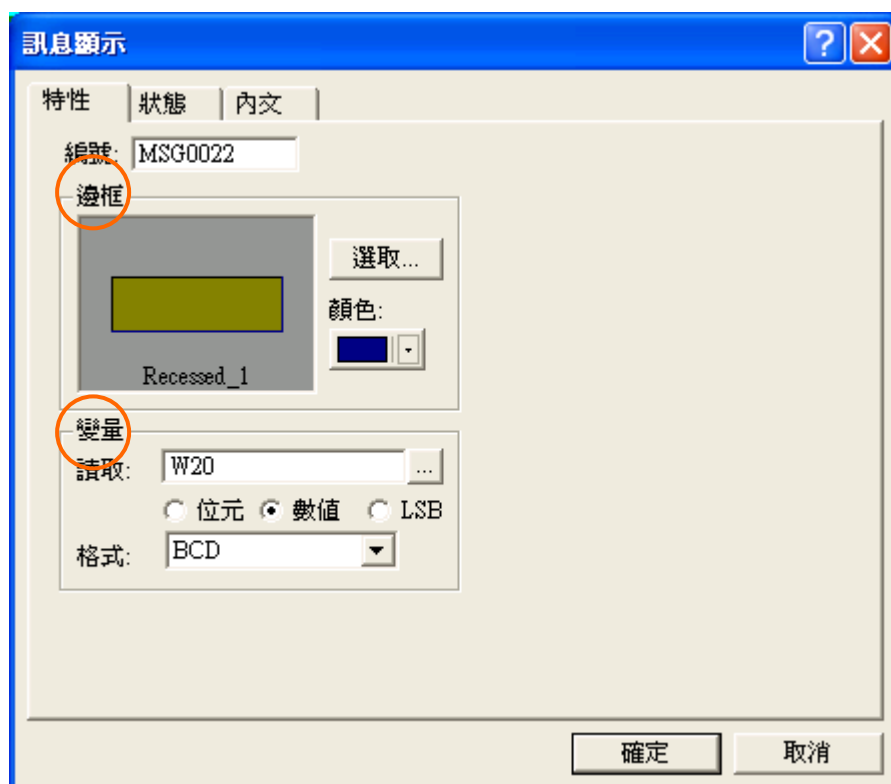 訊息顯示
特性 狀態 內文
編號: MSG0022
邊框
選取...
顏色:
Recessed_1
變量
讀取: W20 ...
位元 數值 LSB
格式: BCD
確定 取消